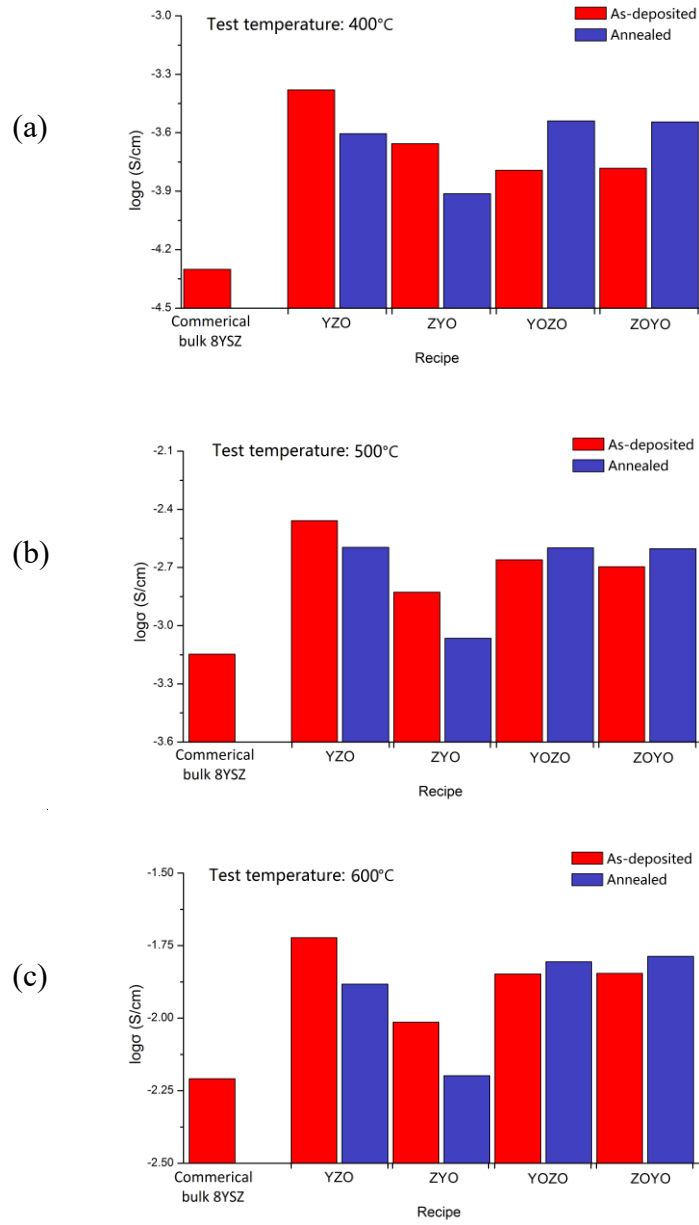 (a)
Test temperature: 400°C
As-deposited
Annealed
logσ (S/cm)
-3.0
-3.3
-3.6
-3.9
-4.2
-4.5
Commerical
bulk 8YSZ
YZO
ZYO
YOZO
ZOYO
Recipe
(b)
Test temperature: 500°C
As-deposited
Annealed
logσ (S/cm)
-2.1
-2.4
-2.7
-3.0
-3.3
-3.6
Commerical
bulk 8YSZ
YZO
ZYO
YOZO
ZOYO
Recipe
(c)
Test temperature: 600°C
As-deposited
Annealed
logσ (S/cm)
-1.50
-1.75
-2.00
-2.25
-2.50
Commerical
bulk 8YSZ
YZO
ZYO
YOZO
ZOYO
Recipe